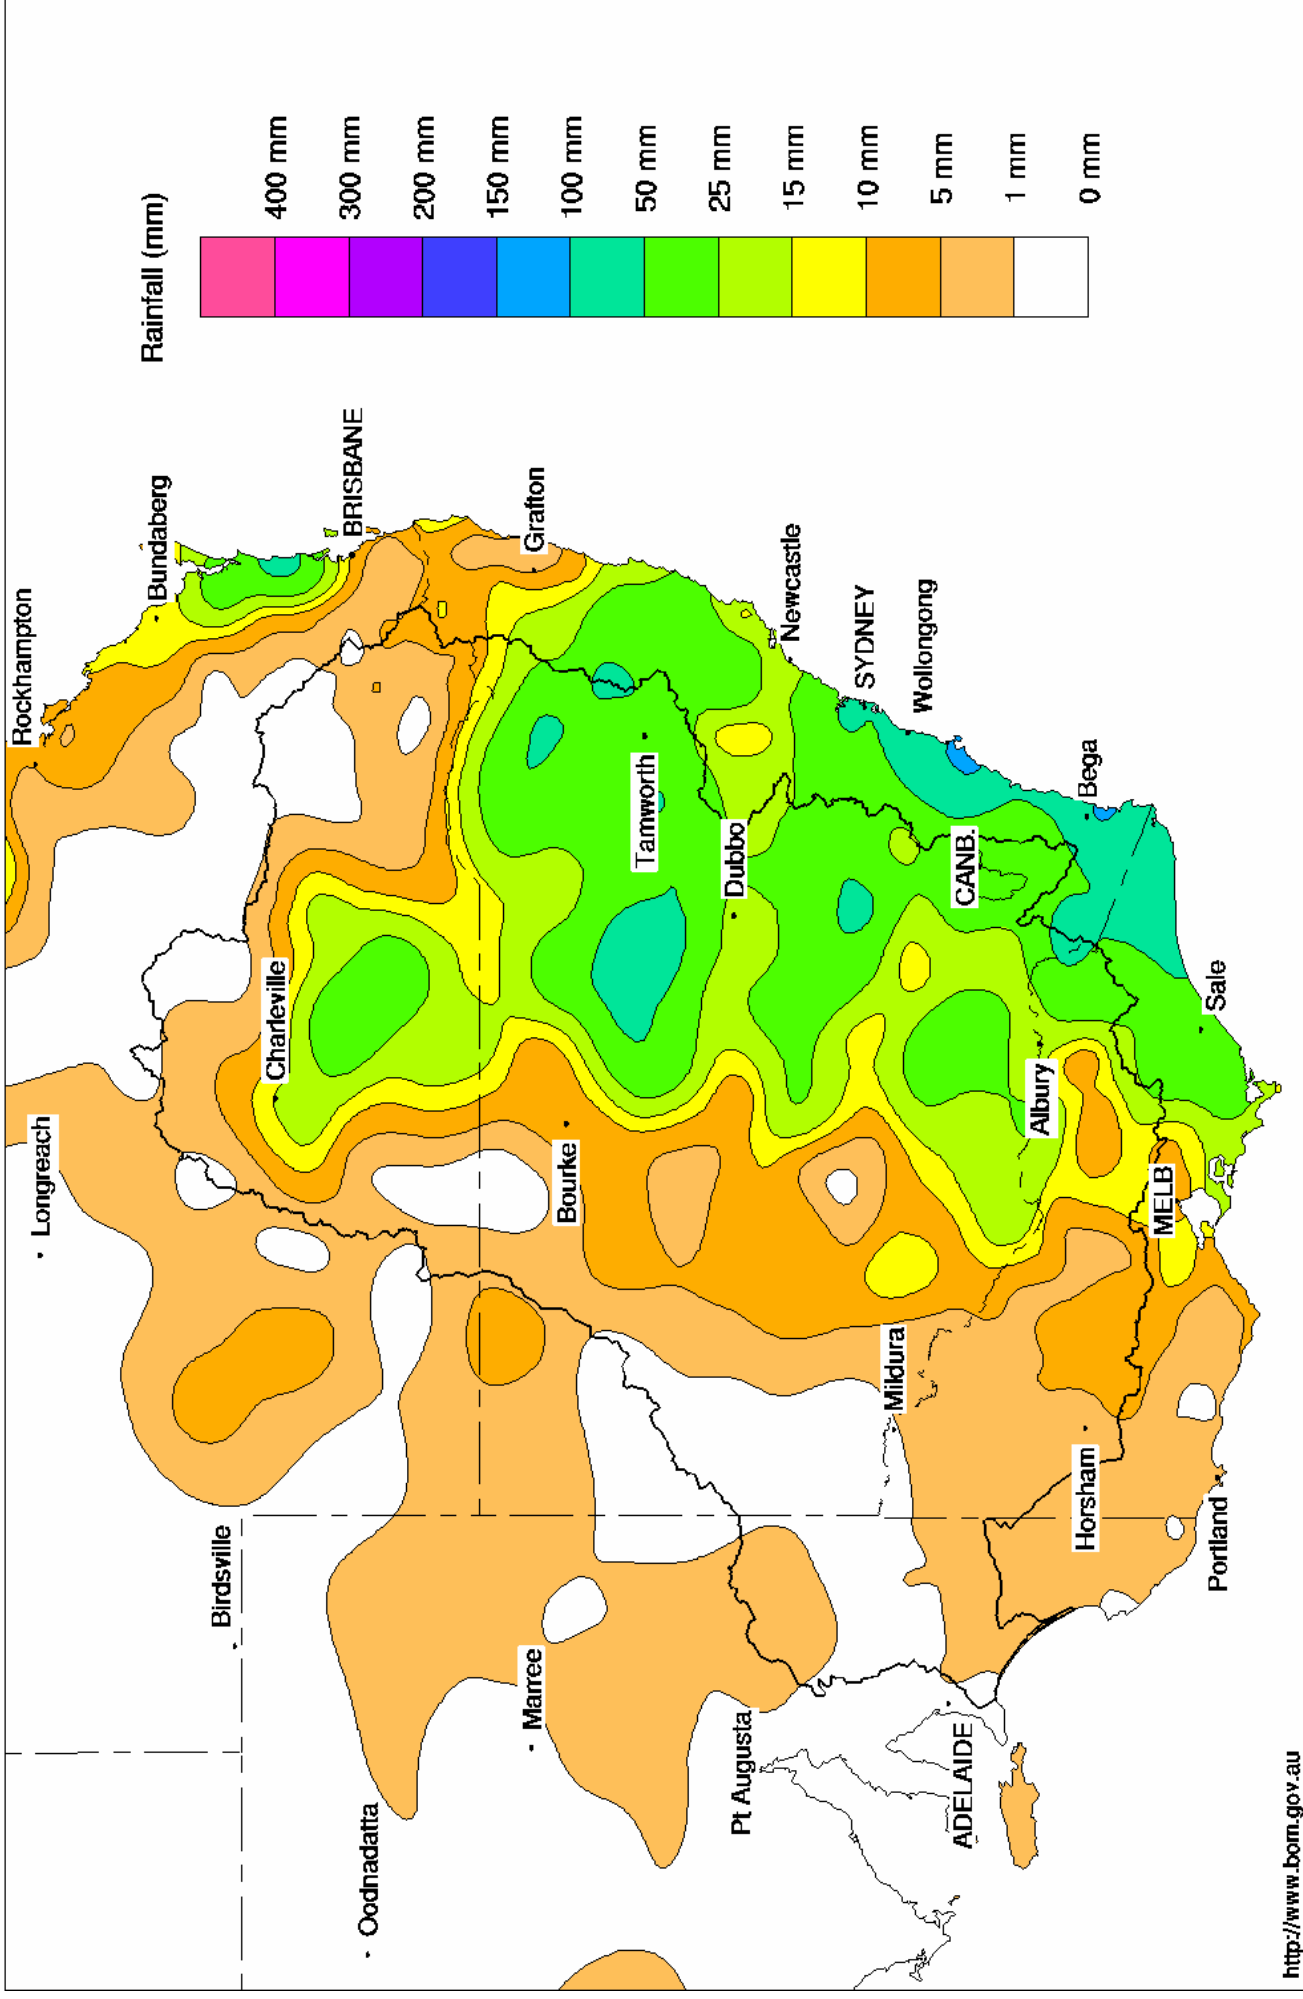 Rockhampton
Longreach
Bundaberg
Birdsville
Charleville
BRISBANE
Oodnadatta
Marree
Bourke
Grafton
Tamworth
Pt Augusta
Dubbo
Newcastle
Mildura
SYDNEY
Wollongong
ADELAIDE
CANB.
Albury
Horsham
Bega
MELB
Portland
Sale
Rainfall (mm)
400 mm
300 mm
200 mm
150 mm
100 mm
50 mm
25 mm
15 mm
10 mm
5 mm
1 mm
0 mm
http://www.bom.gov.au